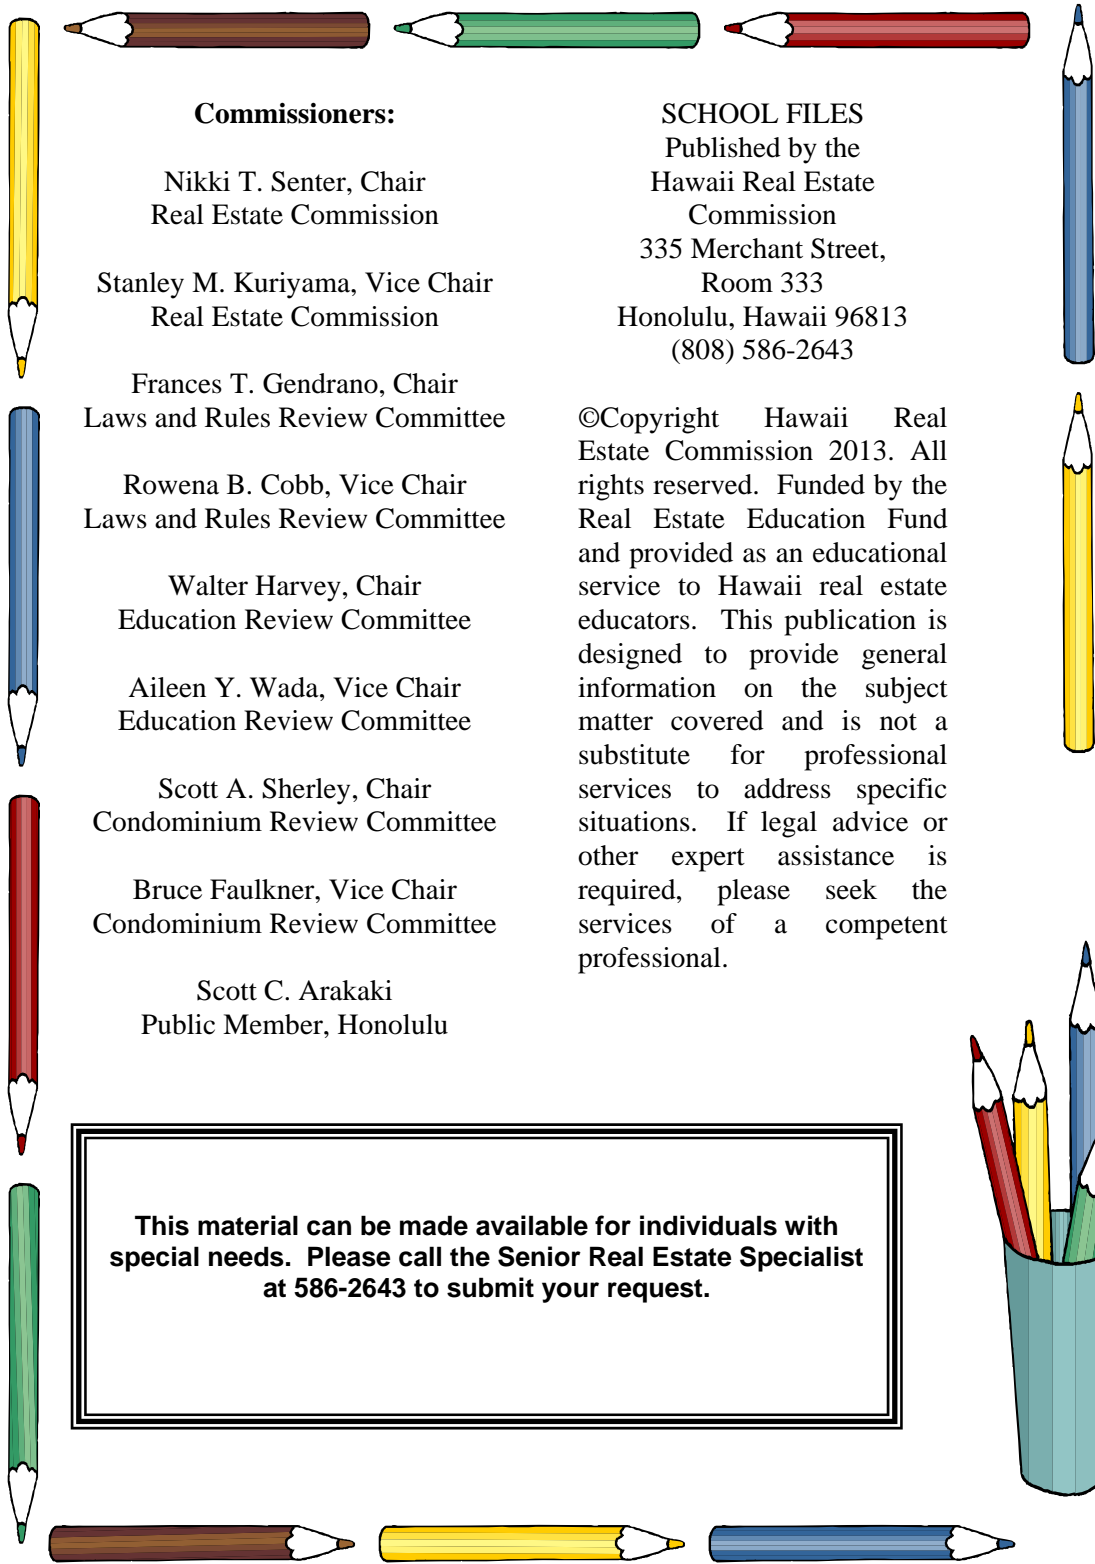 Commissioners:
Nikki T. Senter, Chair
Real Estate Commission
Stanley M. Kuriyama, Vice Chair
Real Estate Commission
Frances T. Gendrano, Chair
Laws and Rules Review Committee
Rowena B. Cobb, Vice Chair
Laws and Rules Review Committee
Walter Harvey, Chair
Education Review Committee
Aileen Y. Wada, Vice Chair
Education Review Committee
Scott A. Sherley, Chair
Condominium Review Committee
Bruce Faulkner, Vice Chair
Condominium Review Committee
Scott C. Arakaki
Public Member, Honolulu
SCHOOL FILES
Published by the
Hawaii Real Estate
Commission
335 Merchant Street,
Room 333
Honolulu, Hawaii 96813
(808) 586-2643
©Copyright Hawaii Real
Estate Commission 2013. All
rights reserved. Funded by the
Real Estate Education Fund
and provided as an educational
service to Hawaii real estate
educators. This publication is
designed to provide general
information on the subject
matter covered and is not a
substitute for professional
services to address specific
situations. If legal advice or
other expert assistance is
required, please seek the
services of a competent
professional.
This material can be made available for individuals with
special needs. Please call the Senior Real Estate Specialist
at 586-2643 to submit your request.